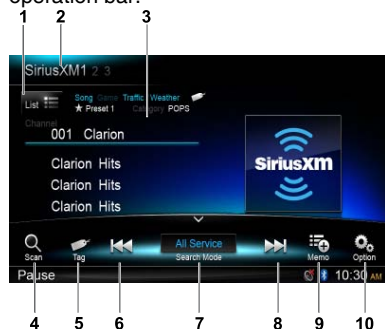 operation bar.
1 2 3
SiriusXM1 2 3
List Song Game Traffic Weather
★ Preset 1 Category POPS
Channel
001 Clarion
Clarion Hits
Clarion Hits
Clarion Hits
SiriusXM
All Service
Scan Tag Search Mode Memo Option
Pause 10:30 AM
4 5 6 7 8 9 10